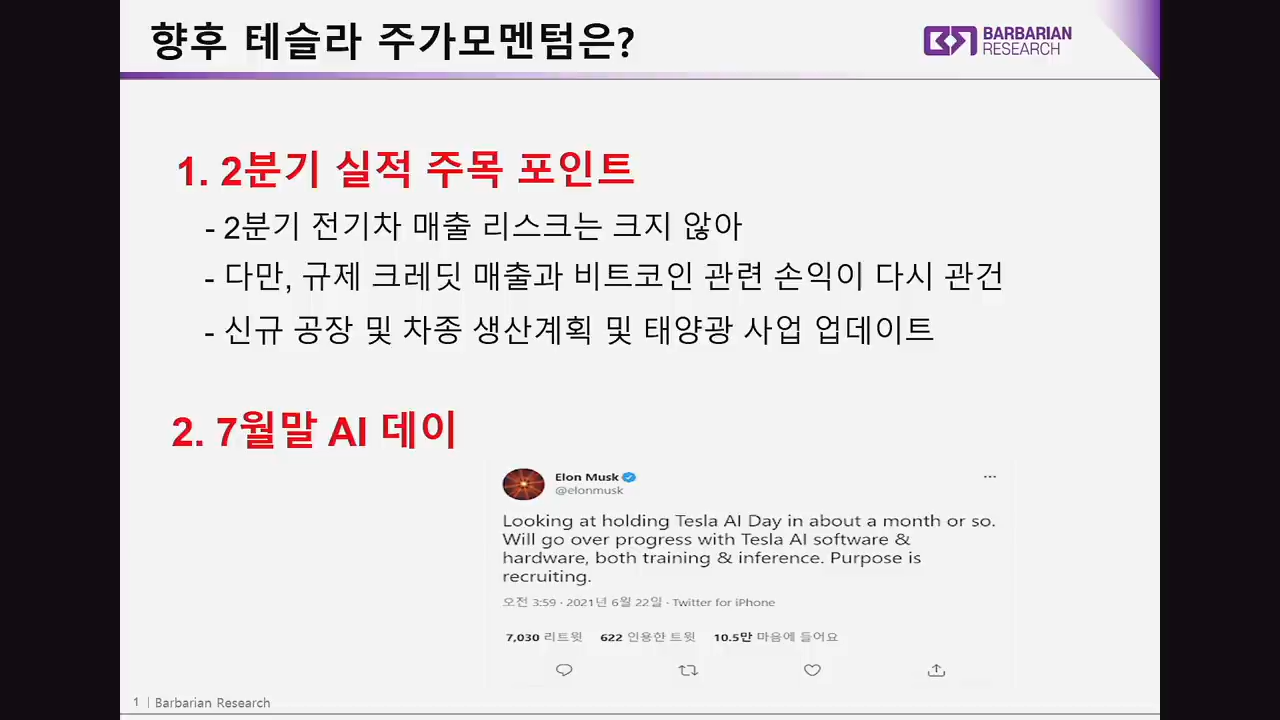 향후 테슬라 주가모멘텀은?
BARBARIAN
RESEARCH
1. 2분기 실적 주목 포인트
- 2분기 전기차 매출 리스크는 크지 않아
- 다만, 규제 크레딧 매출과 비트코인 관련 손익이 다시 관건
- 신규 공장 및 차종 생산계획 및 태양광 사업 업데이트
2. 7월말 AI 데이
Elon Musk
@elonmusk
Looking at holding Tesla AI Day in about a month or so.
Will go over progress with Tesla AI software &
hardware, both training & inference. Purpose is
recruiting.
오전 3:59 · 2021년 6월 22일 · Twitter for iPhone
7,030 리트윗 622 인용한 트윗 10.5만 마음에 들어요
1 | Barbarian Research